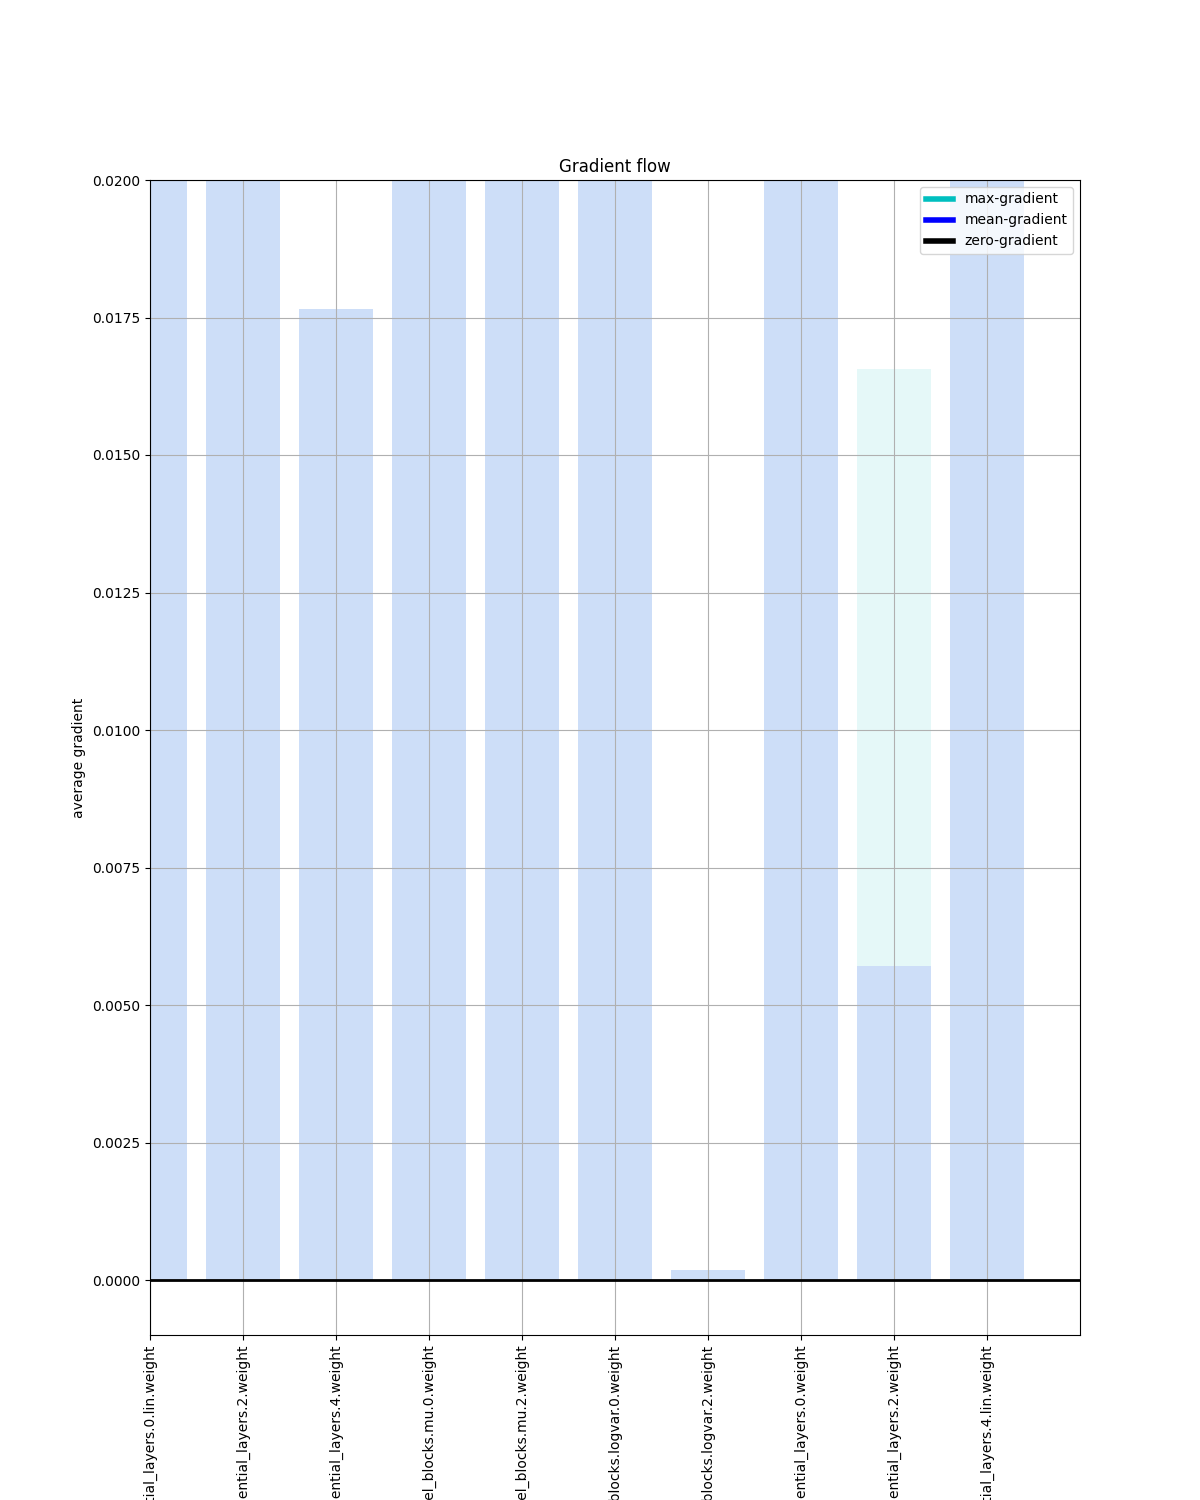 Gradient flow
max-gradient
mean-gradient
zero-gradient
0.0200
0.0175
0.0150
0.0125
0.0100
0.0075
0.0050
0.0025
0.0000
average gradient
tial_layers.0.lin.weight
ential_layers.2.weight
ential_layers.4.weight
el_blocks.mu.0.weight
el_blocks.mu.2.weight
blocks.logvar.0.weight
blocks.logvar.2.weight
ential_layers.0.weight
ential_layers.2.weight
tial_layers.4.lin.weight